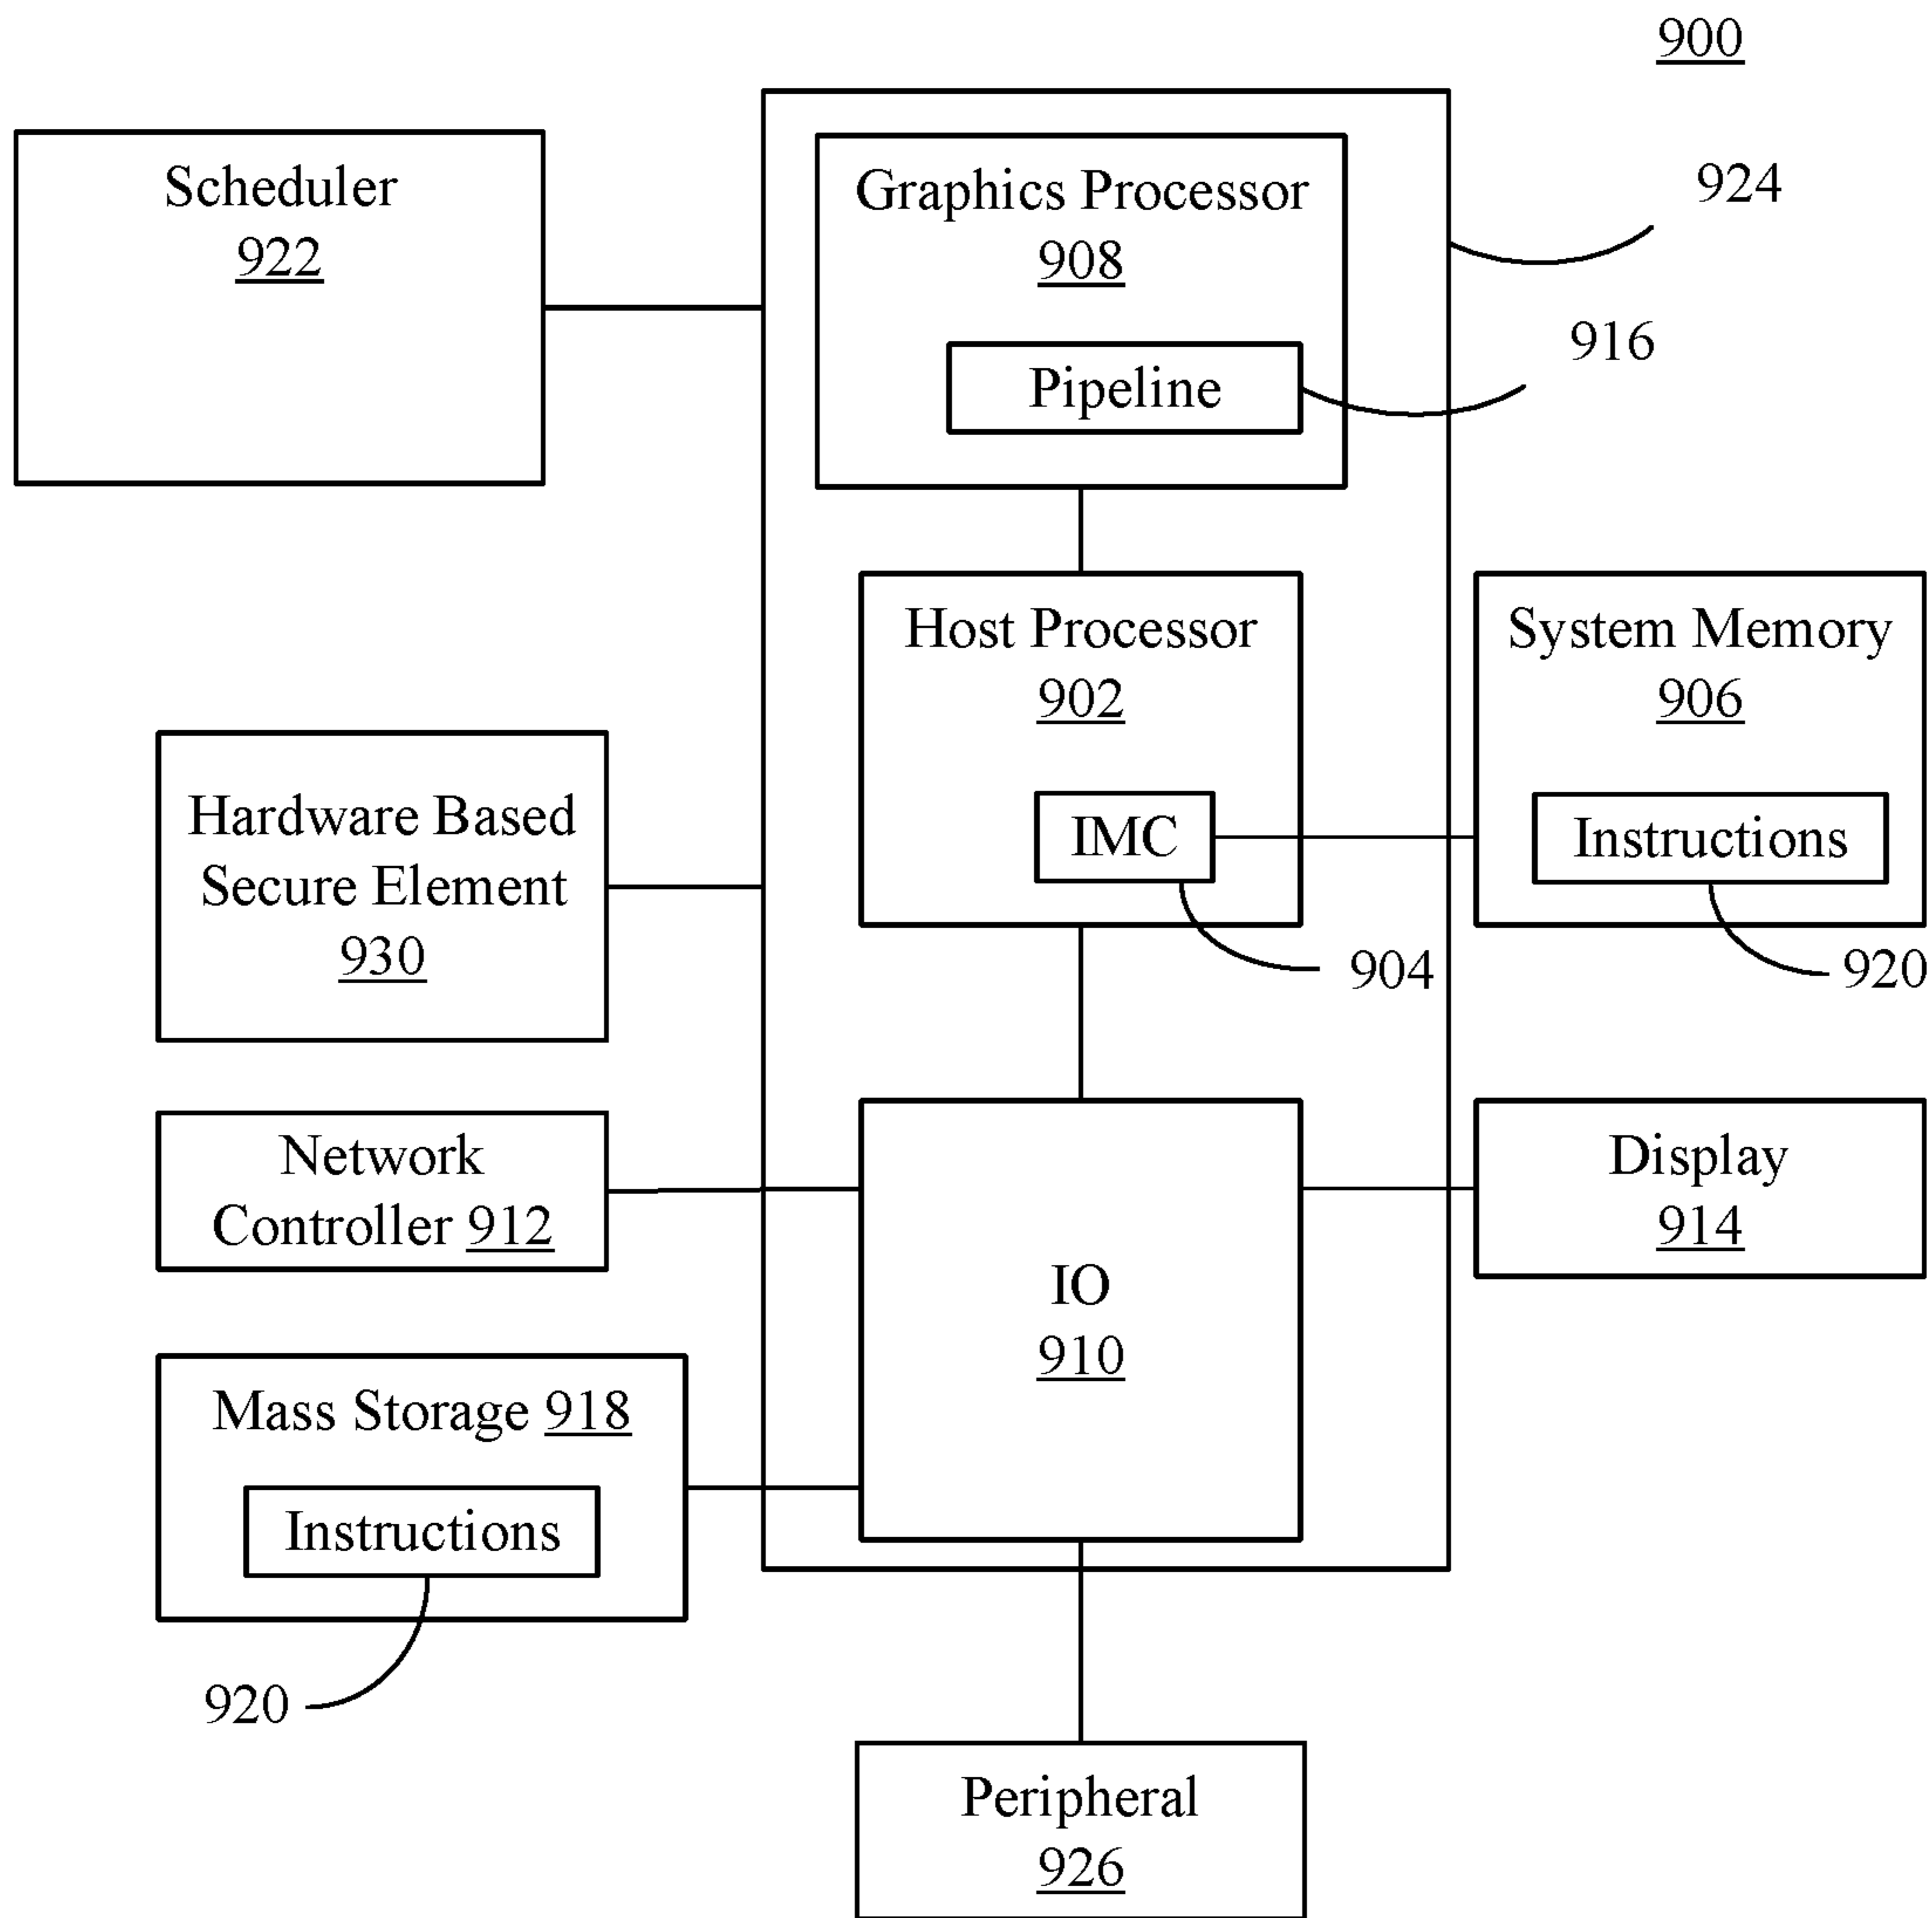 900
Scheduler
922
Graphics Processor
908
Pipeline
924
916
Host Processor
902
IMC
904
System Memory
906
Instructions
920
Hardware Based
Secure Element
930
Network
Controller 912
IO
910
Display
914
Mass Storage 918
Instructions
920
Peripheral
926